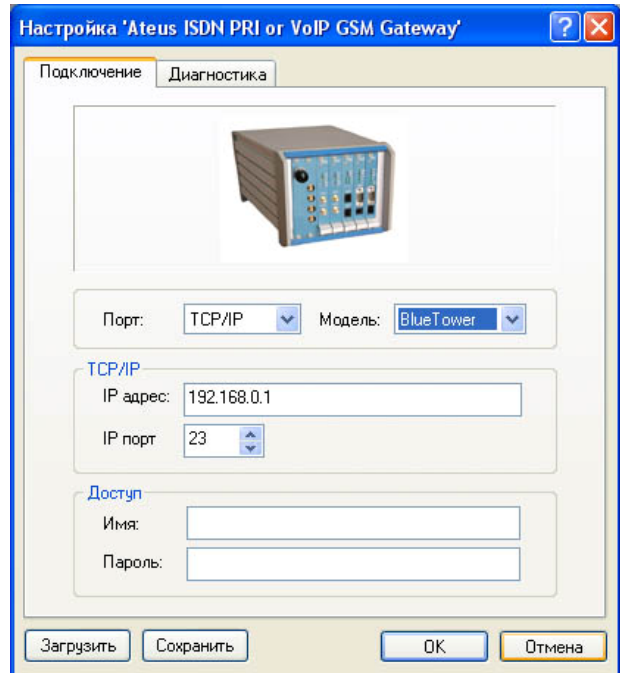 Настройка 'Ateus ISDN PRI or VoIP GSM Gateway'
Подключение Диагностика
Порт: TCP/IP Модель: BlueTower
TCP/IP
IP адрес: 192.168.0.1
IP порт 23
Доступ
Имя:
Пароль:
Загрузить Сохранить OK Отмена